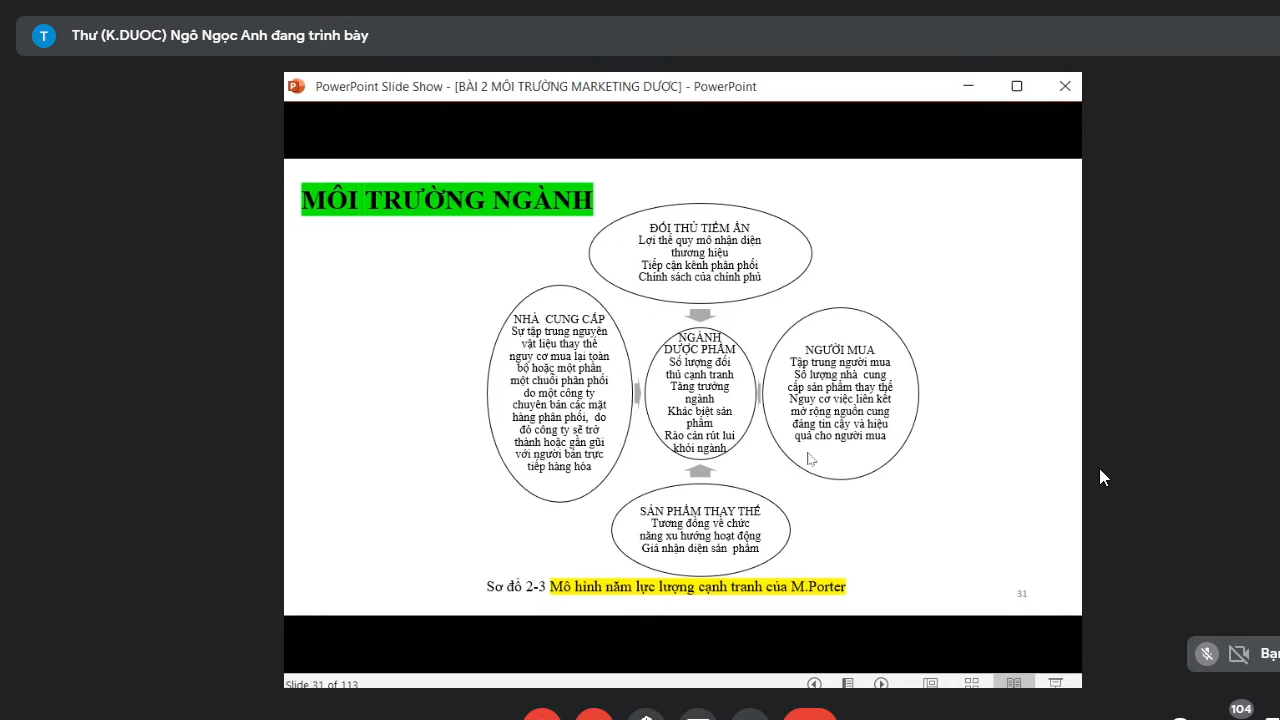 T
Thư (K.DUOC) Ngô Ngọc Anh đang trình bày
PowerPoint Slide Show - [BÀI 2 MÔI TRƯỜNG MARKETING DƯỢC] - PowerPoint
MÔI TRƯỜNG NGÀNH
ĐỐI THỦ TIỀM ẨN
Lợi thế quy mô nhận diện
thương hiệu
Tiếp cận kênh phân phối
Chính sách của chính phủ
NHÀ CUNG CẤP
Sự tập trung nguyên
vật liệu thay thế
nguy cơ mua lại toàn
bộ hoặc một phần
một chuỗi phân phối
do một công ty
chuyên bán các mặt
hàng phân phối, do
đó công ty sẽ trở
thành hoặc gần gũi
với người bán trực
tiếp hàng hóa
NGÀNH
DƯỢC PHẨM
Số lượng đối
thủ cạnh tranh
Tăng trưởng
ngành
Khác biệt sản
phẩm
Rào cản rút lui
khỏi ngành
NGƯỜI MUA
Tập trung người mua
Số lượng nhà cung
cấp sản phẩm thay thế
Nguy cơ việc liên kết
mở rộng nguồn cung
đáng tin cậy và hiệu
quả cho người mua
SẢN PHẨM THAY THẾ
Tương đồng về chức
năng xu hướng hoạt động
Giá nhận diện sản phẩm
Sơ đồ 2-3 Mô hình năm lực lượng cạnh tranh của M.Porter
31
Slide 31 of 113
Bạn
104